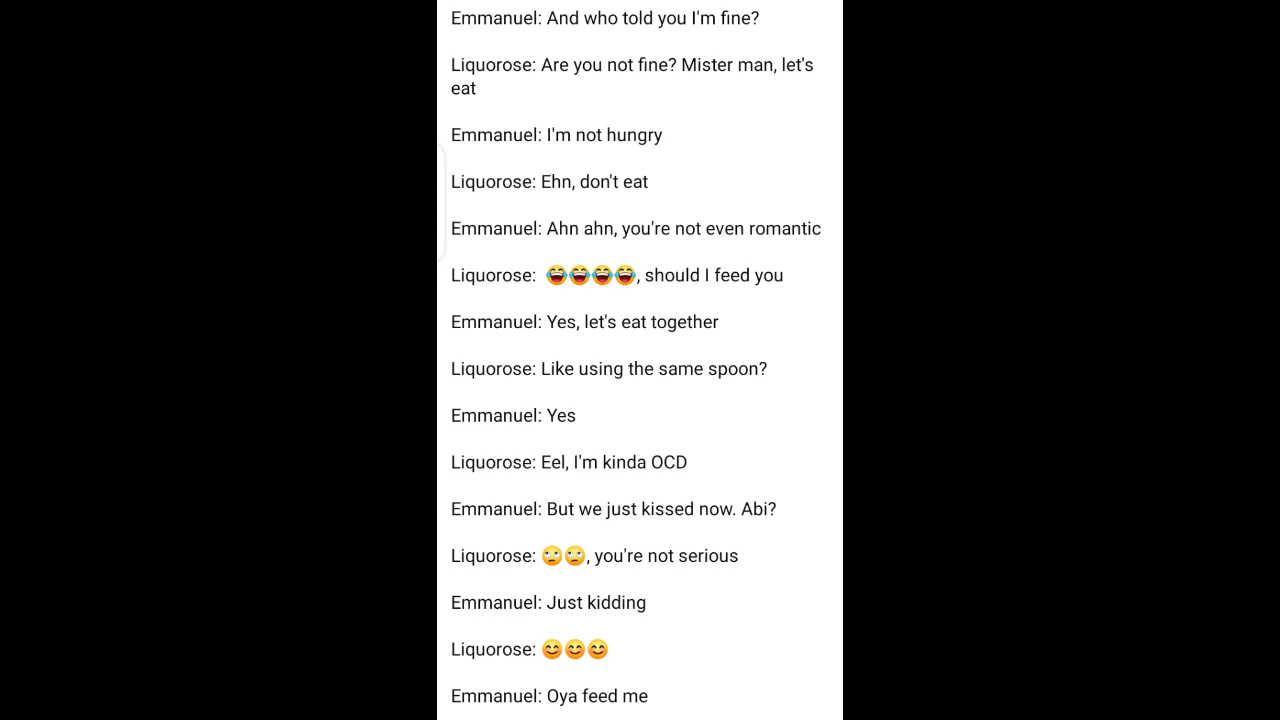 Emmanuel: And who told you I'm fine?
Liquorose: Are you not fine? Mister man, let's
eat
Emmanuel: I'm not hungry
Liquorose: Ehn, don't eat
Emmanuel: Ahn ahn, you're not even romantic
Liquorose: 😂😂😂😂, should I feed you
Emmanuel: Yes, let's eat together
Liquorose: Like using the same spoon?
Emmanuel: Yes
Liquorose: Eel, I'm kinda OCD
Emmanuel: But we just kissed now. Abi?
Liquorose: 🙄🙄, you're not serious
Emmanuel: Just kidding
Liquorose: 😊😊😊
Emmanuel: Oya feed me